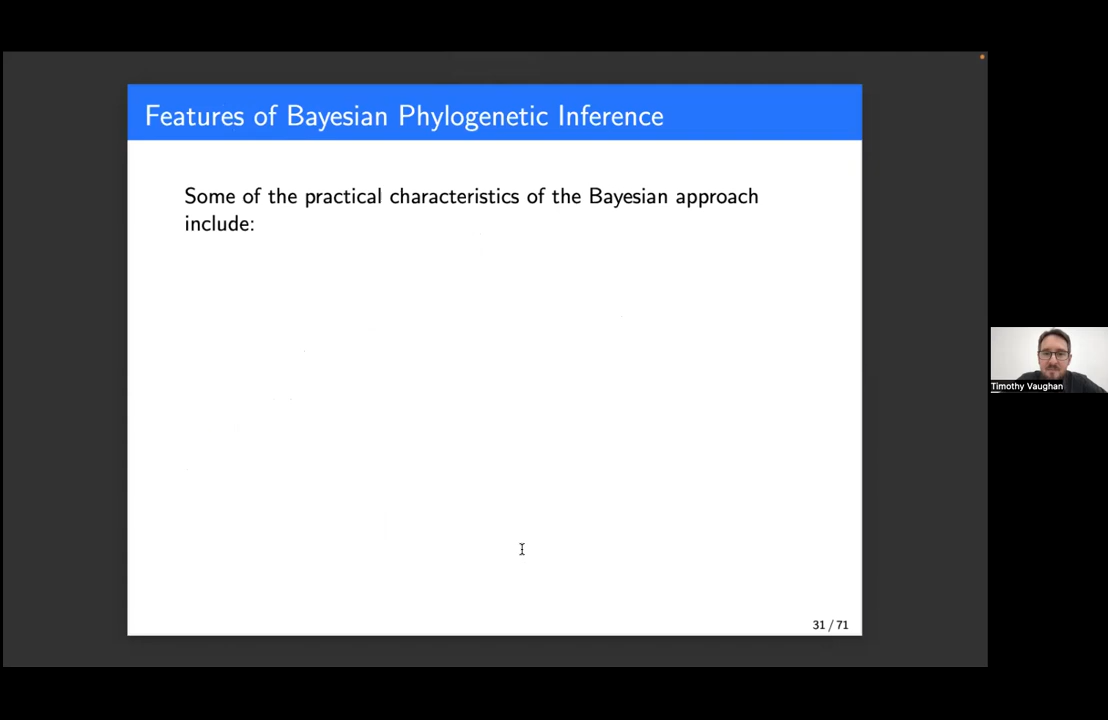 Features of Bayesian Phylogenetic Inference
Some of the practical characteristics of the Bayesian approach
include:
Timothy Vaughan
31 / 71